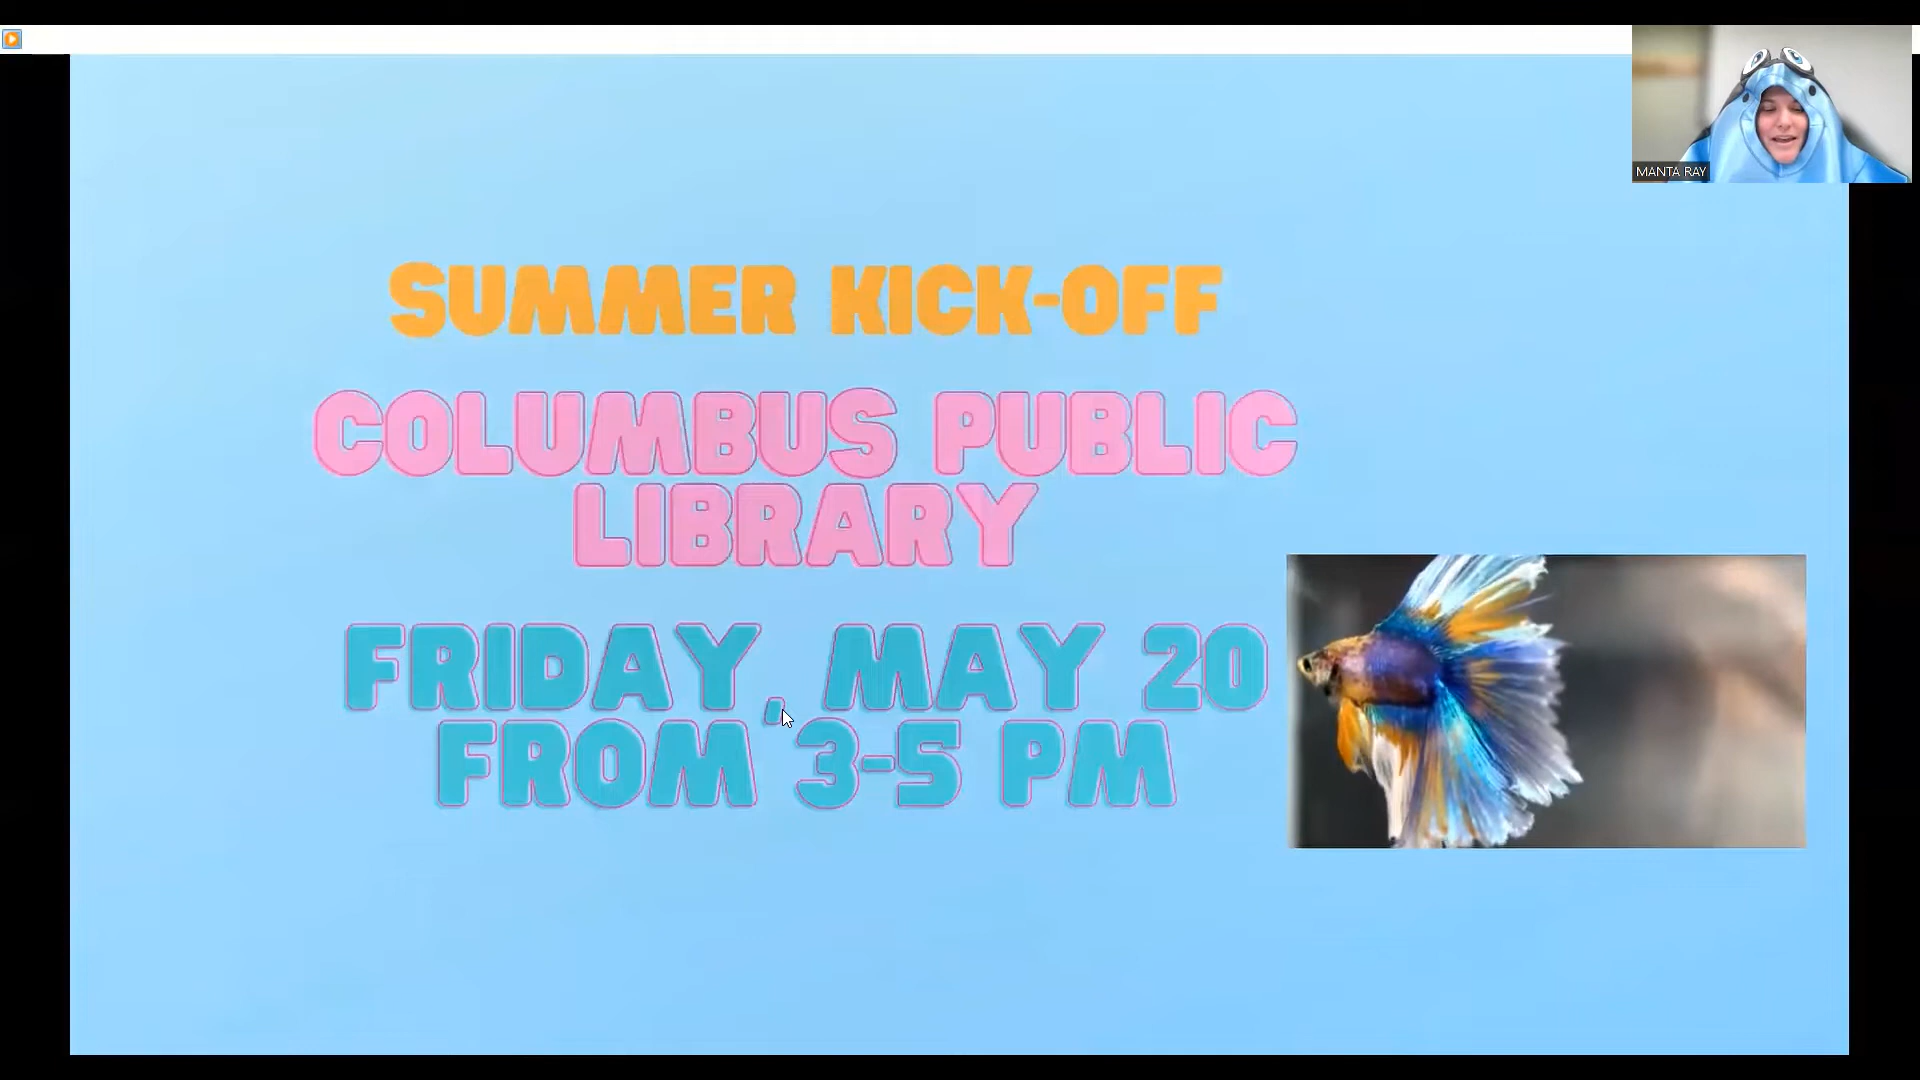 SUMMER KICK-OFF
COLUMBUS PUBLIC
LIBRARY
FRIDAY, MAY 20
FROM 3-5 PM
MANTA RAY